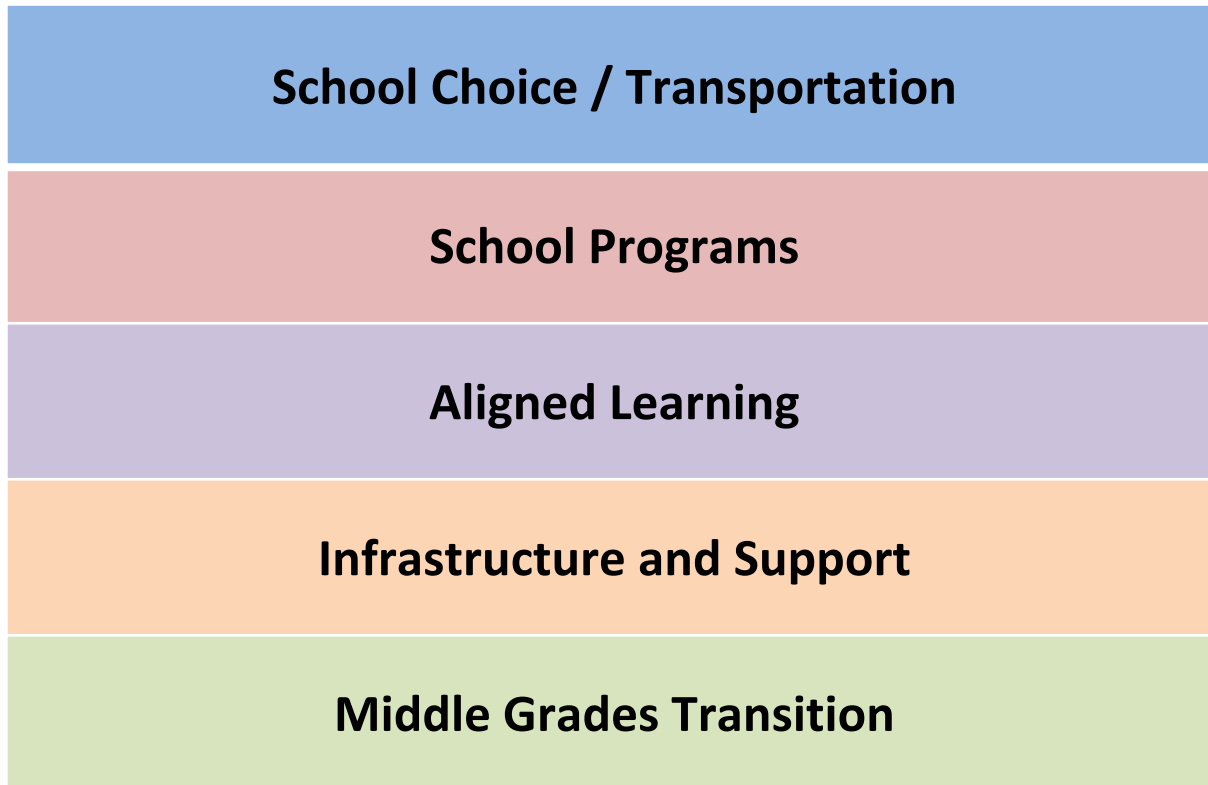 School Choice / Transportation
School Programs
Aligned Learning
Infrastructure and Support
Middle Grades Transition